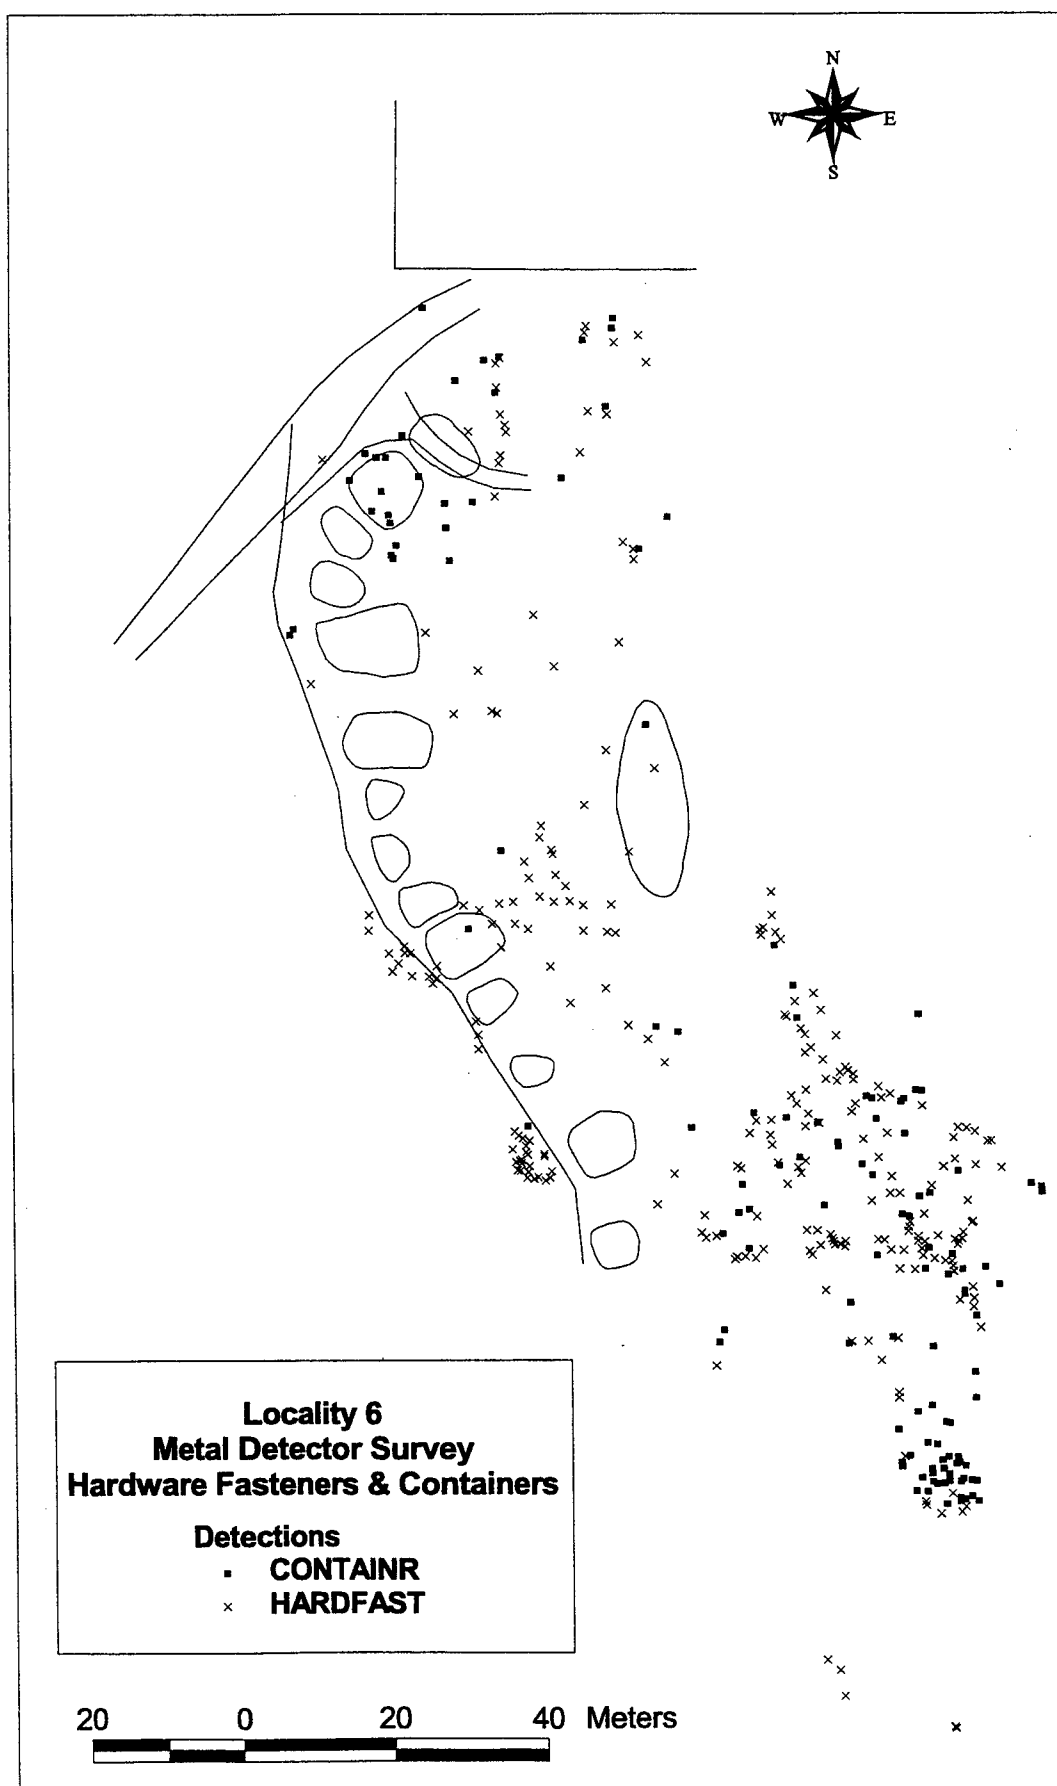 N
W E
S
Locality 6
Metal Detector Survey
Hardware Fasteners & Containers
Detections
CONTAINR
HARDFAST
20 0 20 40 Meters